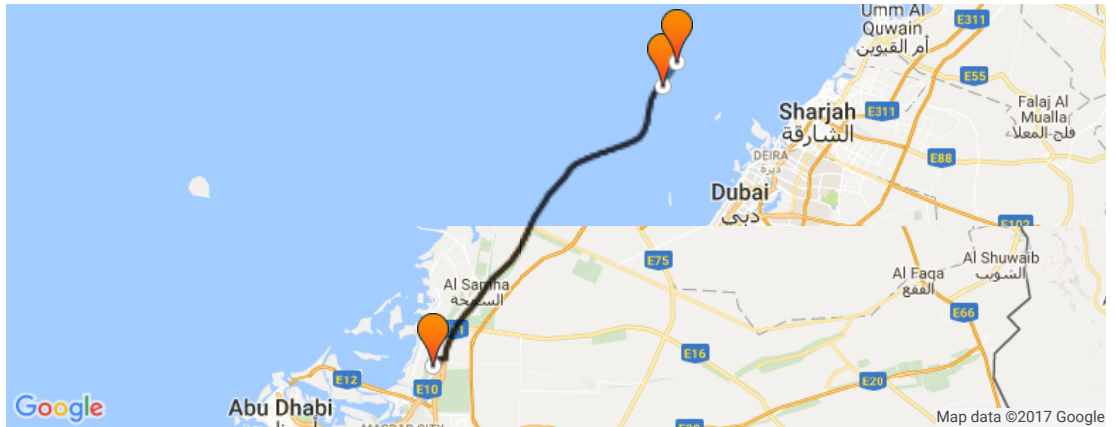 Umm Al
Quwain
أم القيوين
E311
E55
Sharjah
الشارقة
E311
Falaj Al
Mualla
فلج المعلا
DEIRA
ديرة
E88
Dubai
دبي
E102
E75
Al Faqa
الفقع
Al Shuwaib
الشويب
Al Samha
السمحة
E66
E16
E12
E10
E20
Abu Dhabi
MASDAR CITY
Google
Map data ©2017 Google